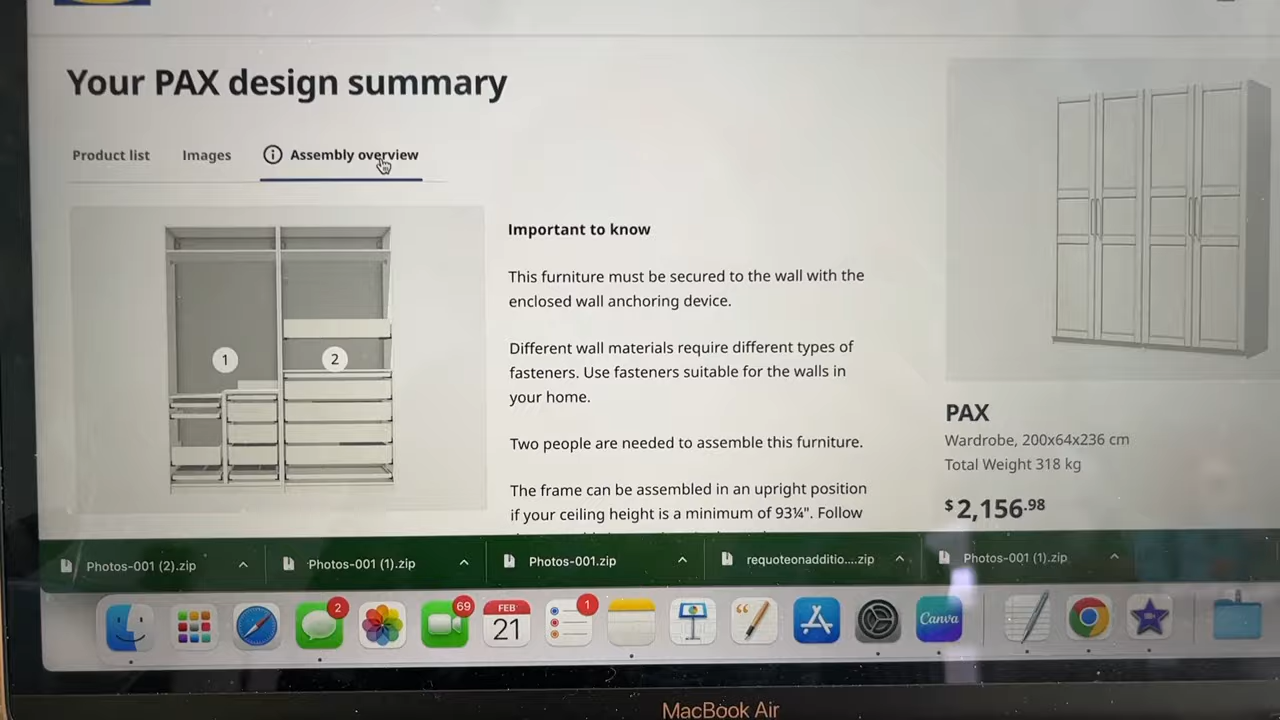 Your PAX design summary
Product list
Images
Assembly overview
1
2
Important to know
This furniture must be secured to the wall with the
enclosed wall anchoring device.
Different wall materials require different types of
fasteners. Use fasteners suitable for the walls in
your home.
Two people are needed to assemble this furniture.
The frame can be assembled in an upright position
if your ceiling height is a minimum of 93¼". Follow
PAX
Wardrobe, 200x64x236 cm
Total Weight 318 kg
$2,156.98
Photos-001 (2).zip
Photos-001 (1).zip
Photos-001.zip
requoteonadditio....zip
Photos-001 (1).zip
2
69
FEB
21
1
Canva
MacBook Air